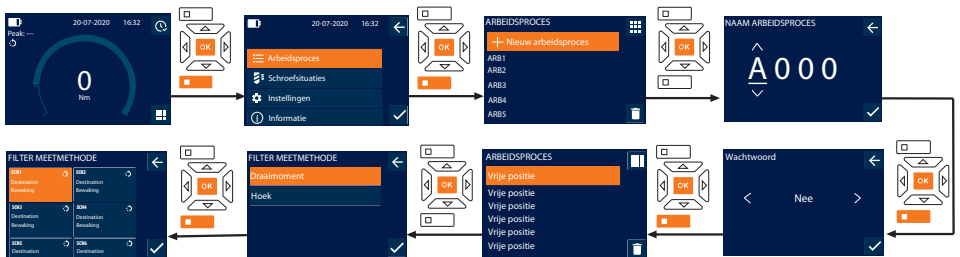 20-07-2020 16:32
Peak: ---
0
Nm
OK
20-07-2020 16:32
Arbeidsproces
Schroefsituaties
Instellingen
Informatie
OK
ARBEIDSPROCES
Nieuw arbeidsproces
ARB1
ARB2
ARB3
ARB4
ARB5
OK
NAAM ARBEIDSPROCES
A 0 0 0
OK
Wachtwoord
Nee
OK
ARBEIDSPROCES
Vrije positie
Vrije positie
Vrije positie
Vrije positie
Vrije positie
Vrije positie
OK
FILTER MEETMETHODE
Draaimoment
Hoek
OK
FILTER MEETMETHODE
SCH1
Destination
Bewaking
SCH2
Destination
Bewaking
SCH3
Destination
Bewaking
SCH4
Destination
Bewaking
SCH5
Destination
SCH6
Destination